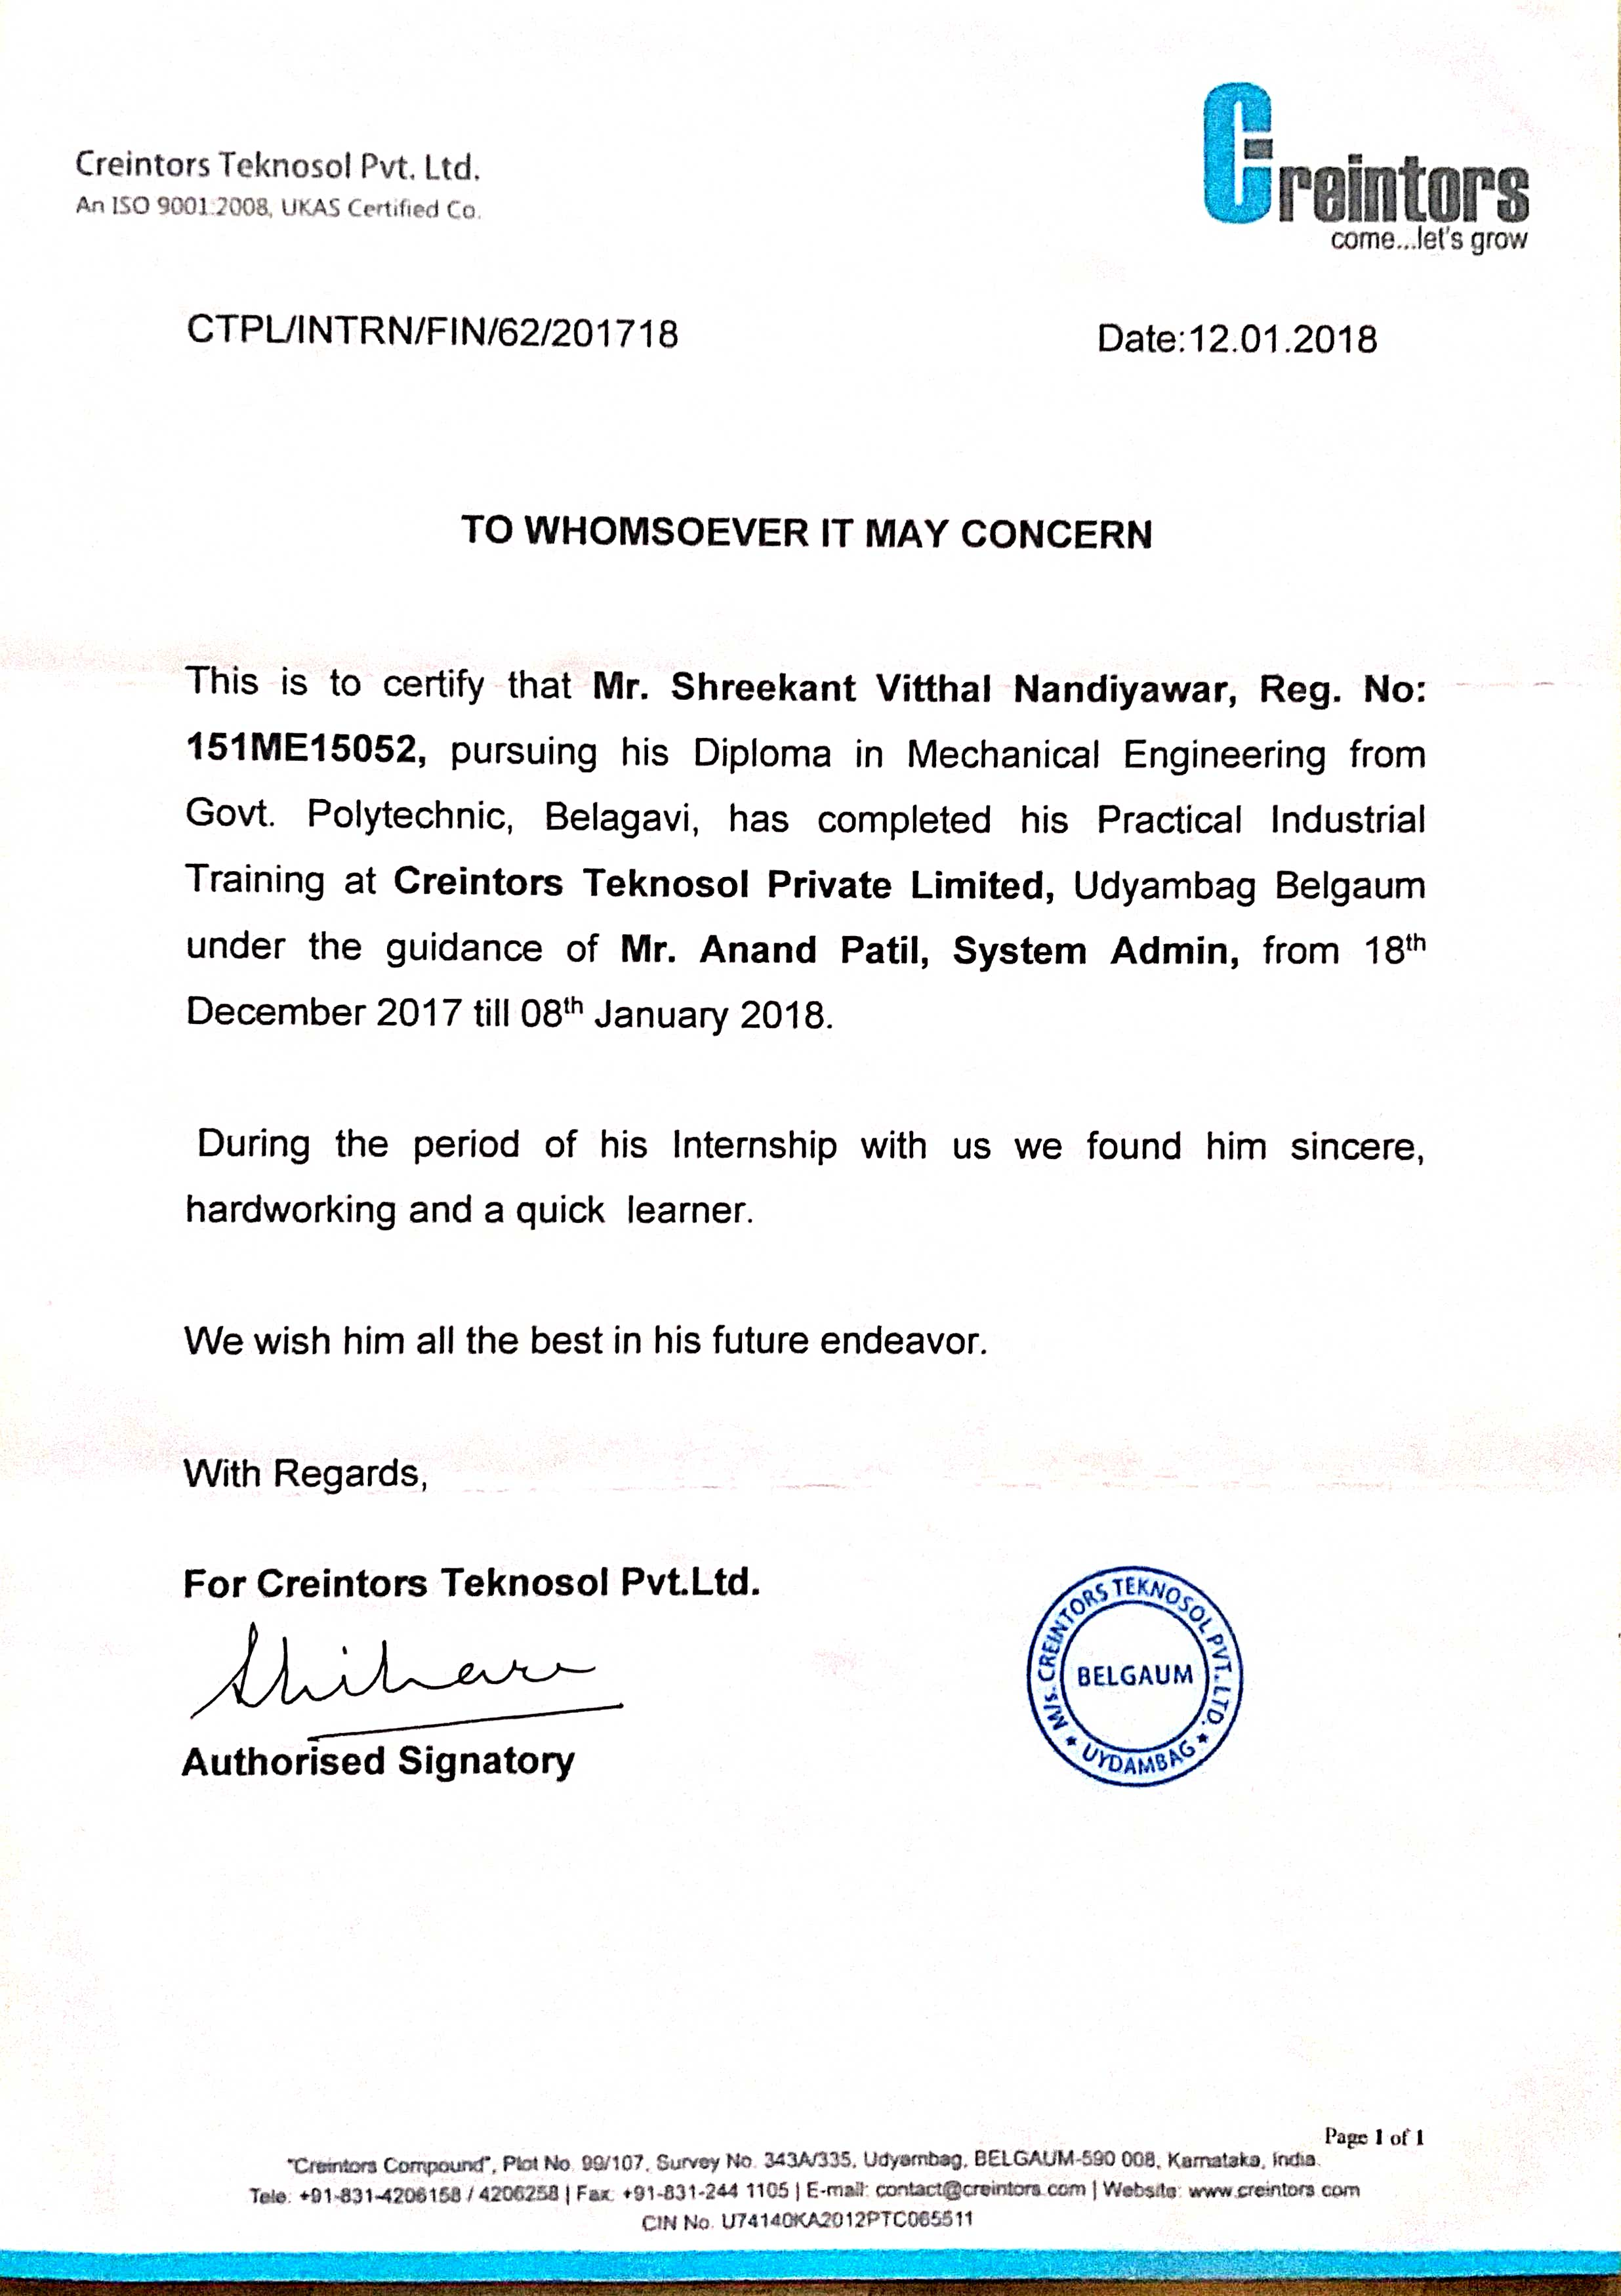 Creintors Teknosol Pvt. Ltd.
An ISO 9001:2008, UKAS Certified Co.
Creintors
come...let's grow
CTPL/INTRN/FIN/62/201718
Date:12.01.2018
TO WHOMSOEVER IT MAY CONCERN
This is to certify that Mr. Shreekant Vitthal Nandiyawar, Reg. No:
151ME15052, pursuing his Diploma in Mechanical Engineering from
Govt. Polytechnic, Belagavi, has completed his Practical Industrial
Training at Creintors Teknosol Private Limited, Udyambag Belgaum
under the guidance of Mr. Anand Patil, System Admin, from 18th
December 2017 till 08th January 2018.
During the period of his Internship with us we found him sincere,
hardworking and a quick learner.
We wish him all the best in his future endeavor.
With Regards,
For Creintors Teknosol Pvt.Ltd.
Authorised Signatory
M/s. CREINTORS TEKNOSOL PVT. LTD.
BELGAUM
* UYDAMBAG *
Page 1 of 1
"Creintors Compound", Plot No. 99/107, Survey No. 343A/335, Udyambag, BELGAUM-590 008, Karnataka, India.
Tele: +91-831-4206158 / 4206258 | Fax: +91-831-244 1105 | E-mail: contact@creintors.com | Website: www.creintors.com
CIN No. U74140KA2012PTC065511